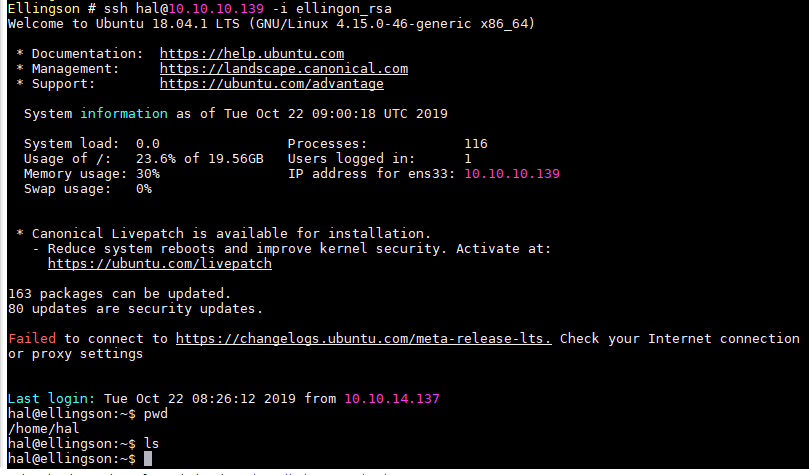 Ellingson # ssh hal@10.10.10.139 -i ellingon_rsa
Welcome to Ubuntu 18.04.1 LTS (GNU/Linux 4.15.0-46-generic x86_64)
* Documentation: https://help.ubuntu.com
* Management: https://landscape.canonical.com
* Support: https://ubuntu.com/advantage
System information as of Tue Oct 22 09:00:18 UTC 2019
System load: 0.0 Processes: 116
Usage of /: 23.6% of 19.56GB Users logged in: 1
Memory usage: 30% IP address for ens33: 10.10.10.139
Swap usage: 0%
* Canonical Livepatch is available for installation.
- Reduce system reboots and improve kernel security. Activate at:
https://ubuntu.com/livepatch
163 packages can be updated.
80 updates are security updates.
Failed to connect to https://changelogs.ubuntu.com/meta-release-lts. Check your Internet connection
or proxy settings
Last login: Tue Oct 22 08:26:12 2019 from 10.10.14.137
hal@ellingson:~$ pwd
/home/hal
hal@ellingson:~$ ls
hal@ellingson:~$